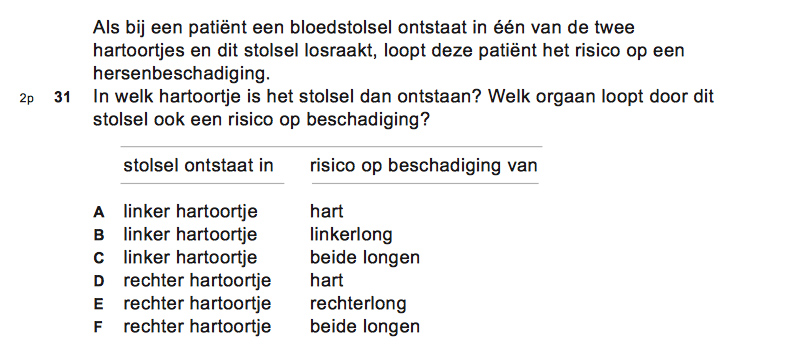 Als bij een patiënt een bloedstolsel ontstaat in één van de twee
hartoortjes en dit stolsel losraakt, loopt deze patiënt het risico op een
hersenbeschadiging.
2p 31 In welk hartoortje is het stolsel dan ontstaan? Welk orgaan loopt door dit
stolsel ook een risico op beschadiging?
stolsel ontstaat in risico op beschadiging van
A linker hartoortje hart
B linker hartoortje linkerlong
C linker hartoortje beide longen
D rechter hartoortje hart
E rechter hartoortje rechterlong
F rechter hartoortje beide longen